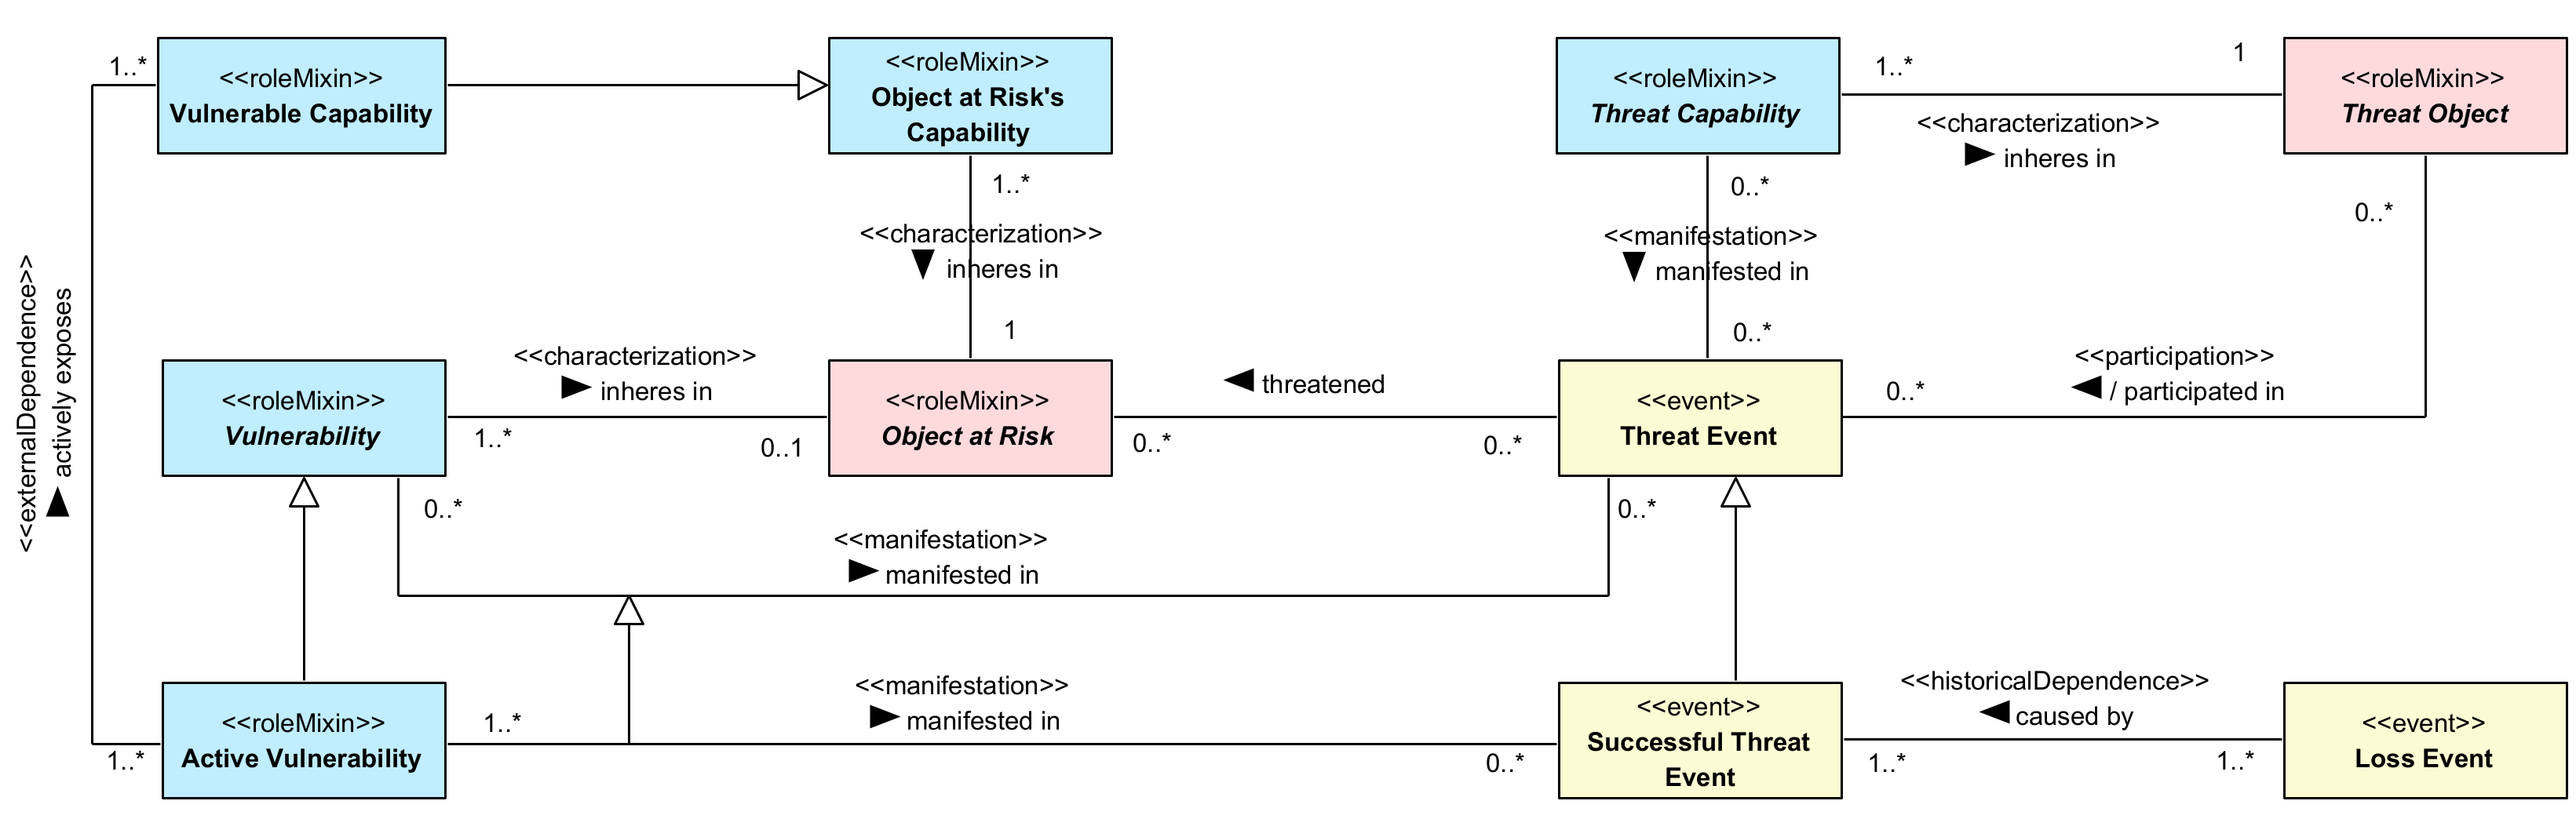 1..*
<<roleMixin>>
Vulnerable Capability
<<roleMixin>>
Object at Risk's
Capability
<<roleMixin>>
Threat Capability
1..*
1
<<characterization>>
inheres in
<<roleMixin>>
Threat Object
1..*
<<characterization>>
inheres in
1
0..*
<<manifestation>>
manifested in
0..*
0..*
<<externalDependence>>
actively exposes
<<roleMixin>>
Vulnerability
<<characterization>>
inheres in
1..*
0..1
<<roleMixin>>
Object at Risk
threatened
0..*
0..*
<<event>>
Threat Event
<<participation>>
/ participated in
0..*
0..*
<<manifestation>>
manifested in
0..*
1..*
<<roleMixin>>
Active Vulnerability
1..*
<<manifestation>>
manifested in
0..*
<<event>>
Successful Threat
Event
<<historicalDependence>>
caused by
1..*
1..*
<<event>>
Loss Event